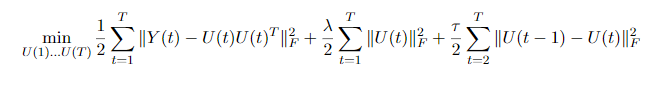 \min_{U(1)...U(T)} \frac{1}{2} \sum_{t=1}^{T} \|Y(t) - U(t)U(t)^T\|_F^2 + \frac{\lambda}{2} \sum_{t=1}^{T} \|U(t)\|_F^2 + \frac{\tau}{2} \sum_{t=2}^{T} \|U(t-1) - U(t)\|_F^2